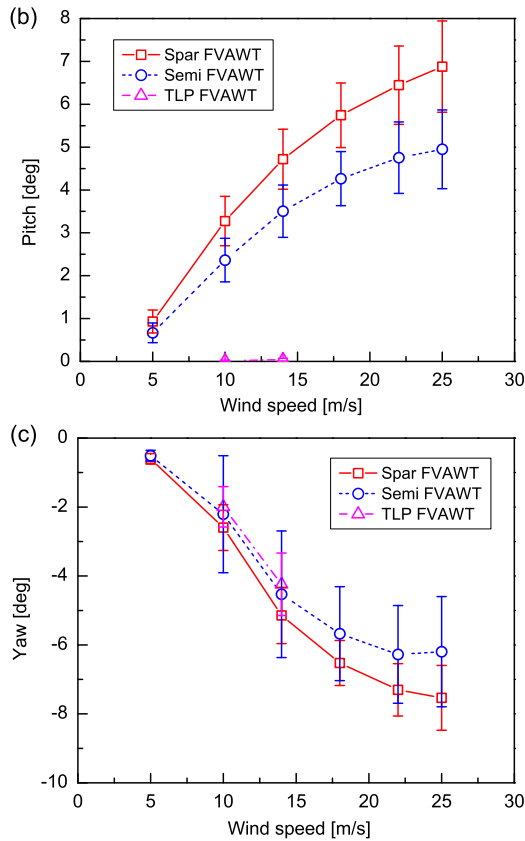 (b)
8
7
6
5
4
3
2
1
0
Pitch [deg]
Spar FVAWT
Semi FVAWT
TLP FVAWT
0 5 10 15 20 25 30
Wind speed [m/s]
(c)
0
-2
-4
-6
-8
-10
Yaw [deg]
Spar FVAWT
Semi FVAWT
TLP FVAWT
0 5 10 15 20 25 30
Wind speed [m/s]